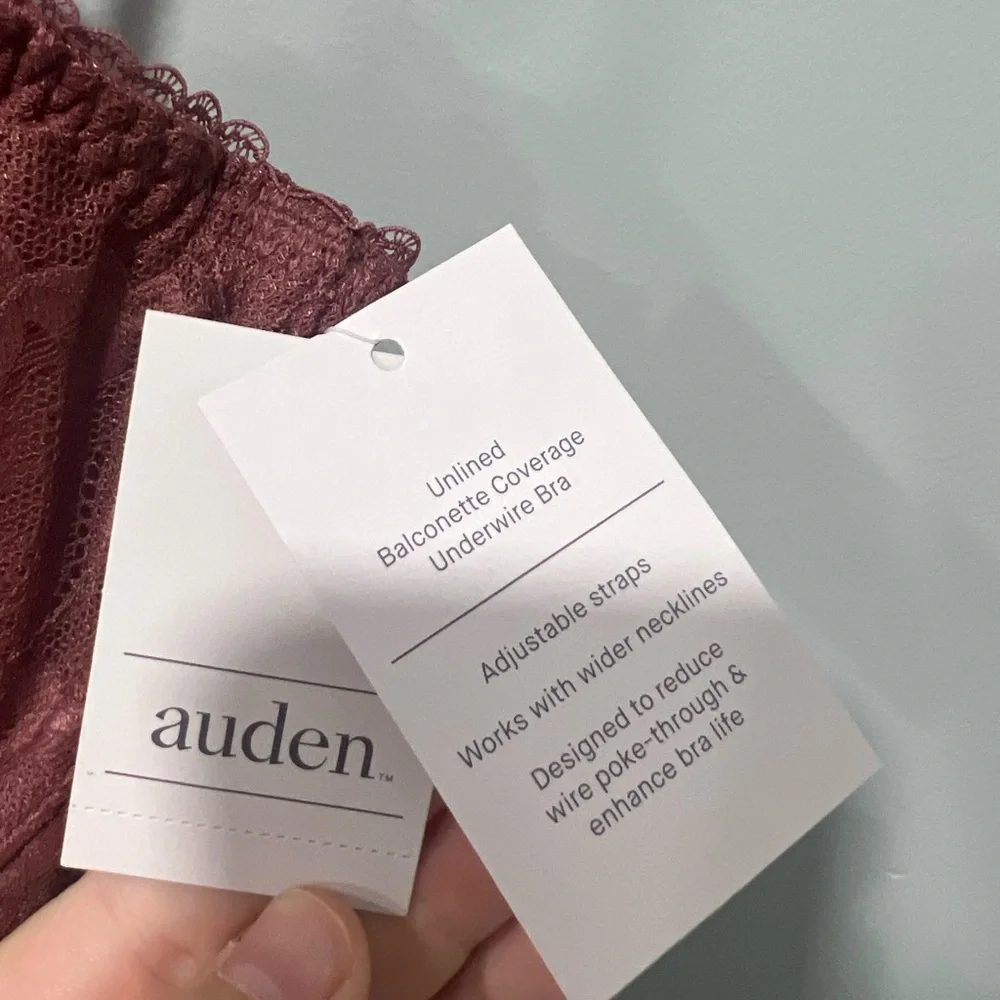 Unlined
Balconette Coverage
Underwire Bra
Adjustable straps
Works with wider necklines
Designed to reduce
wire poke-through &
enhance bra life
auden™